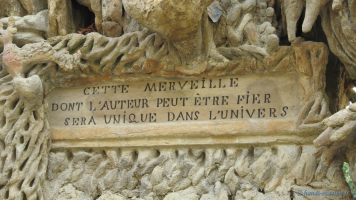 CETTE MERVEILLE
DONT L'AUTEUR PEUT ÊTRE FIER
SERA UNIQUE DANS L'UNIVERS